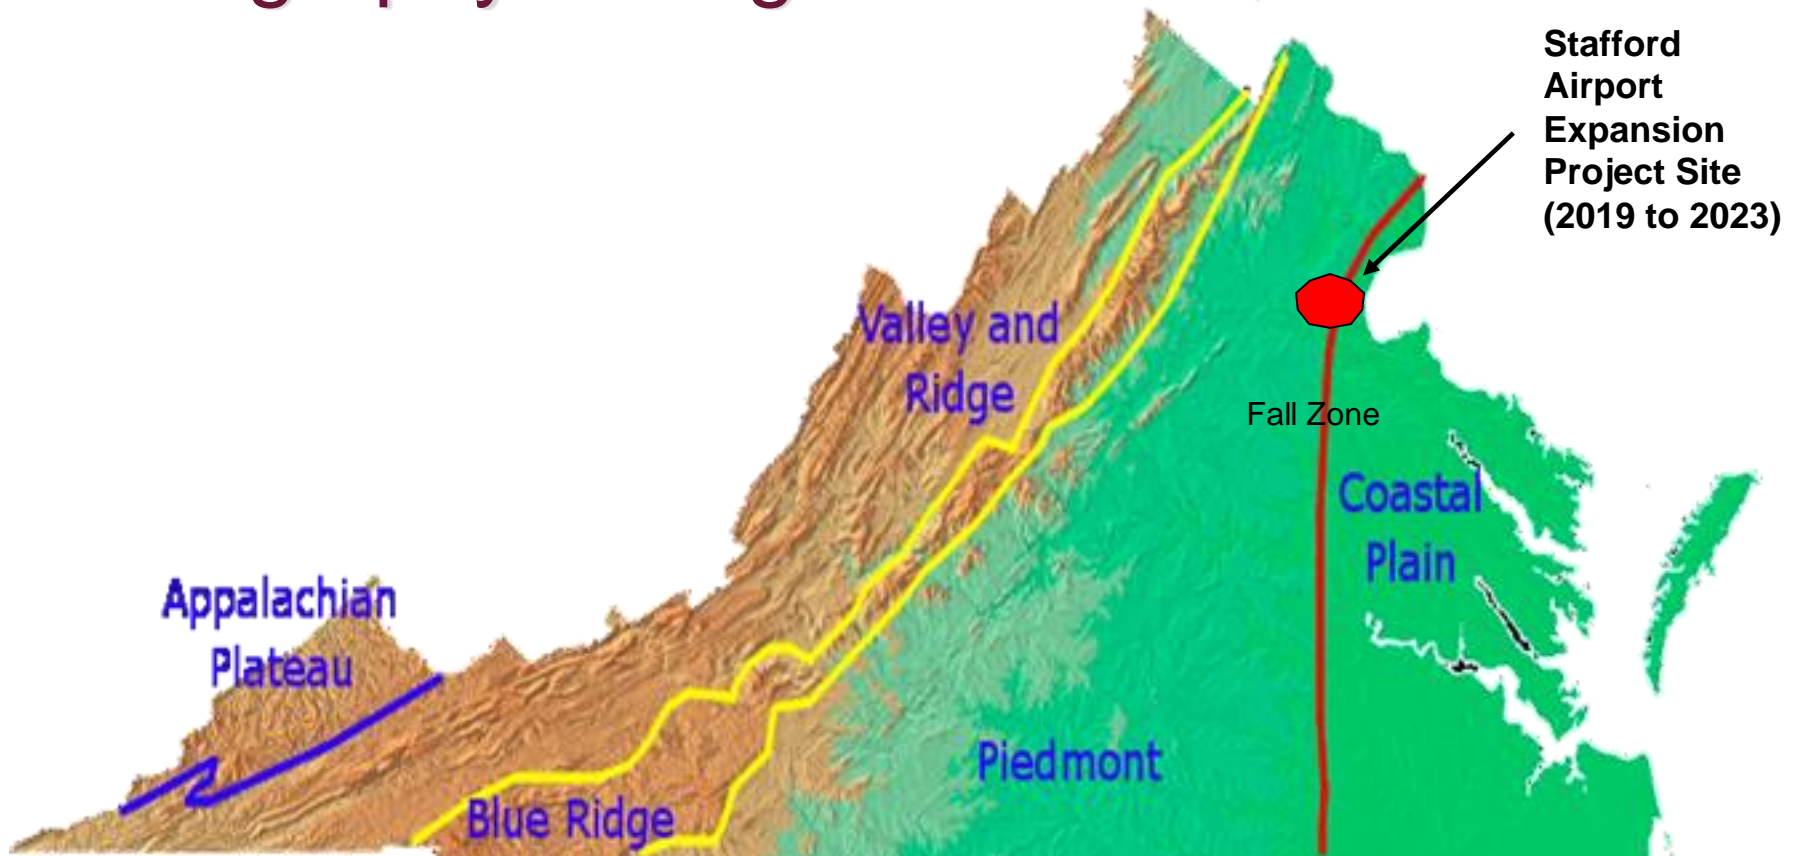 Stafford
Airport
Expansion
Project Site
(2019 to 2023)
Valley and
Ridge
Fall Zone
Coastal
Plain
Appalachian
Plateau
Piedmont
Blue Ridge